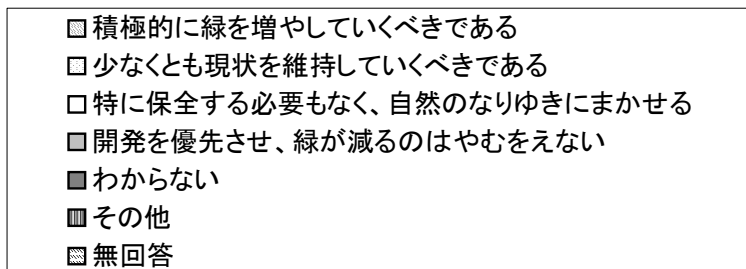 積極的に緑を増やしていくべきである
少なくとも現状を維持していくべきである
特に保全する必要もなく、自然のなりゆきにまかせる
開発を優先させ、緑が減るのはやむをえない
わからない
その他
無回答